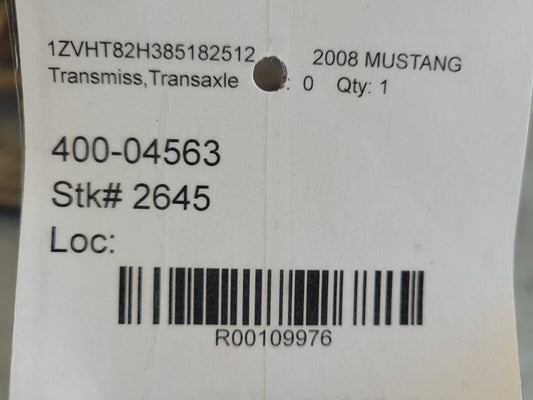 1ZVHT82H385182512 2008 MUSTANG
Transmiss,Transaxle : 0 Qty: 1
400-04563
Stk# 2645
Loc:
R00109976